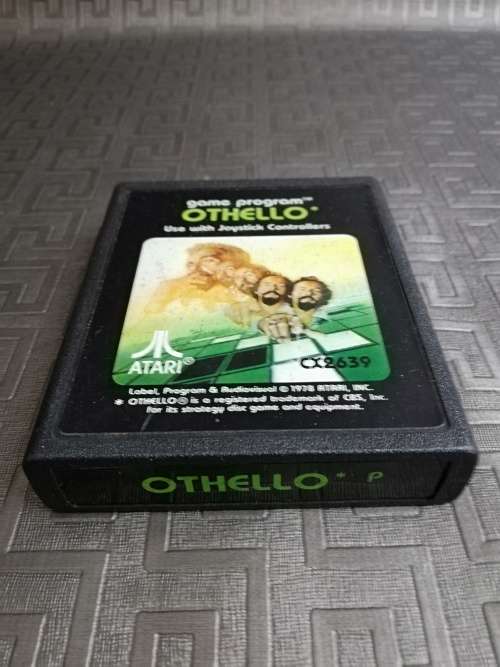 game program™
OTHELLO*
Use with Joystick Controllers
ATARI®
CX2639
Label, Program & Audiovisual © 1978 ATARI, INC.
* OTHELLO® is a registered trademark of CBS, Inc.
for its strategy disc game and equipment.
OTHELLO* P